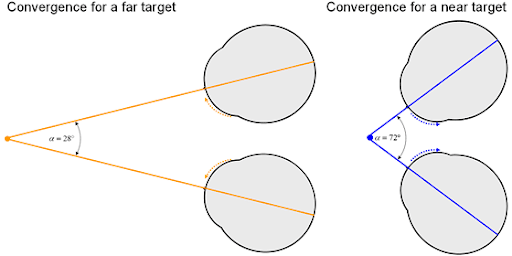 Convergence for a far target
Convergence for a near target
α = 28°
α = 72°